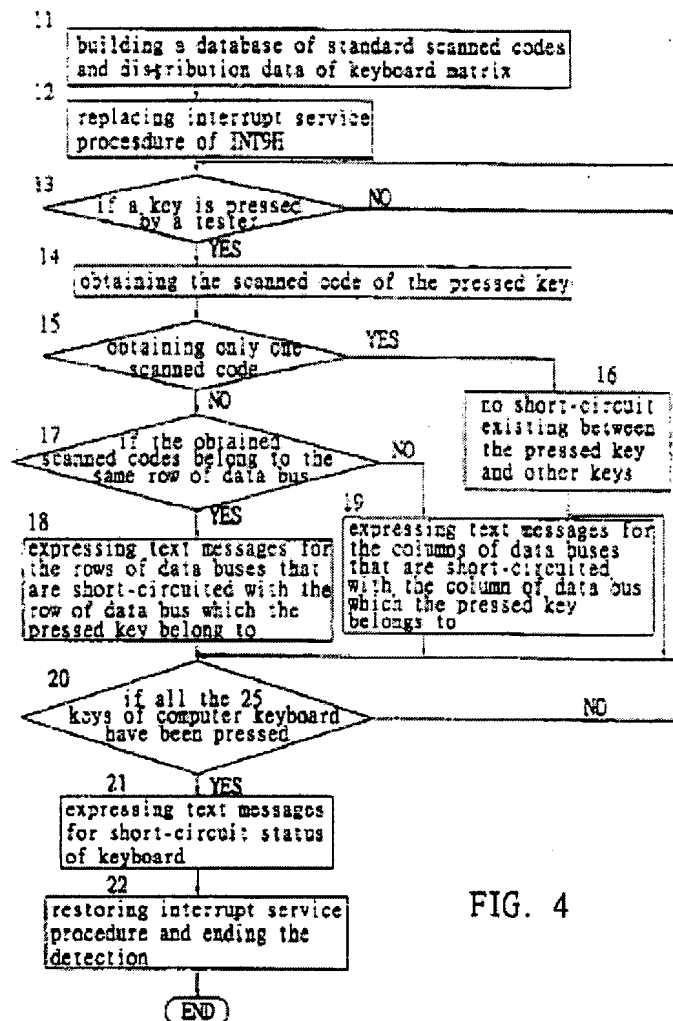 11
building a database of standard scanned codes
and distribution data of keyboard matrix
12
replacing interrupt service
procesdure of INT9H
13
if a key is pressed
by a tester
NO
YES
14
obtaining the scanned code of the pressed key
15
obtaining only one
scanned code
YES
NO
16
no short-circuit
existing between
the pressed key
and other keys
17
if the obtained
scanned codes belong to the
same row of data bus
NO
YES
18
expressing text messages for
the rows of data buses that
are short-circuited with the
row of data bus which the
pressed key belong to
19
expressing text messages for
the columns of data buses
that are short-circuited
with the column of data bus
which the pressed key
belongs to
20
if all the 25
keys of computer keyboard
have been pressed
NO
YES
21
expressing text messages
for short-circuit status
of keyboard
22
restoring interrupt service
procedure and ending the
detection
END
FIG. 4